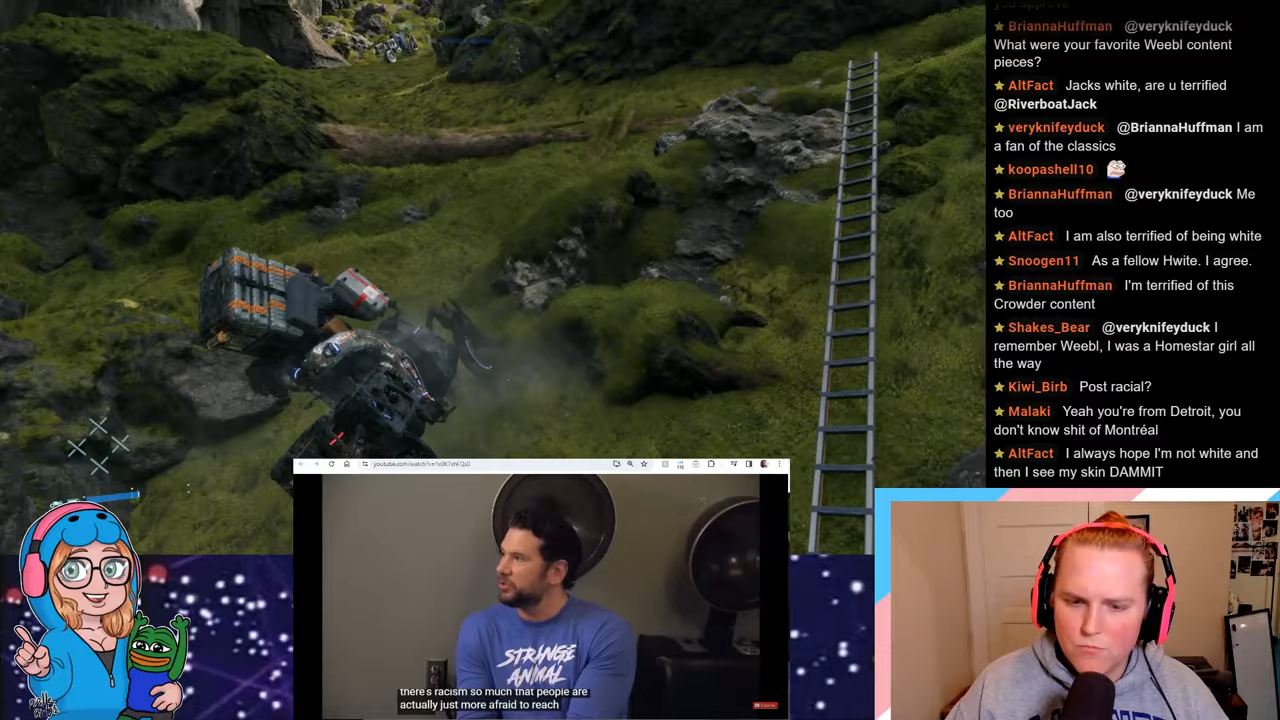 BriannaHuffman @veryknifeyduck
What were your favorite Weebl content
pieces?
AltFact Jacks white, are u terrified
@RiverboatJack
veryknifeyduck @BriannaHuffman I am
a fan of the classics
koopashell10
BriannaHuffman @veryknifeyduck Me
too
AltFact I am also terrified of being white
Snoogen11 As a fellow Hwite. I agree.
BriannaHuffman I'm terrified of this
Crowder content
Shakes_Bear @veryknifeyduck I
remember Weebl, I was a Homestar girl all
the way
Kiwi_Birb Post racial?
Malaki Yeah you're from Detroit, you
don't know shit of Montréal
AltFact I always hope I'm not white and
then I see my skin DAMMIT
STRANGE
ANIMAL
there's racism so much that people are
actually just more afraid to reach